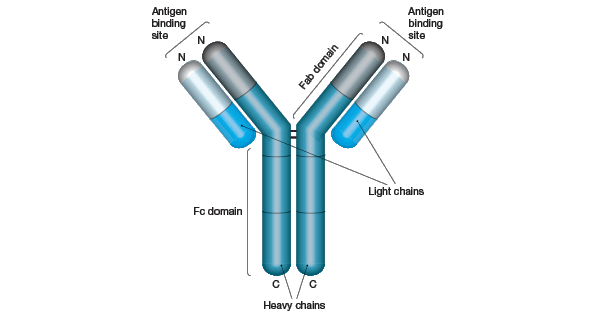 Antigen
binding
site
Antigen
binding
site
N
N
N
N
Fab domain
Light chains
Fc domain
C
C
Heavy chains